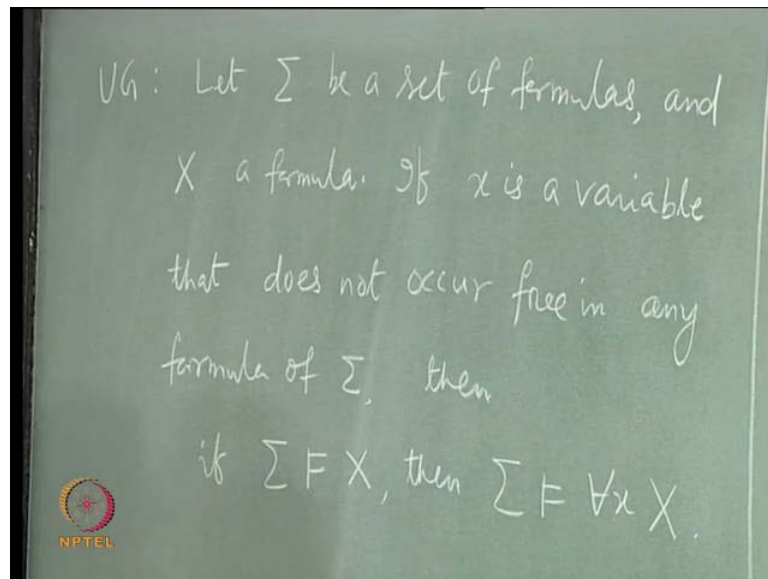 UG : Let Σ be a set of formulas, and
X a formula. If x is a variable
that does not occur free in any
formula of Σ, then
if Σ ⊨ X, then Σ ⊨ ∀x X.
NPTEL